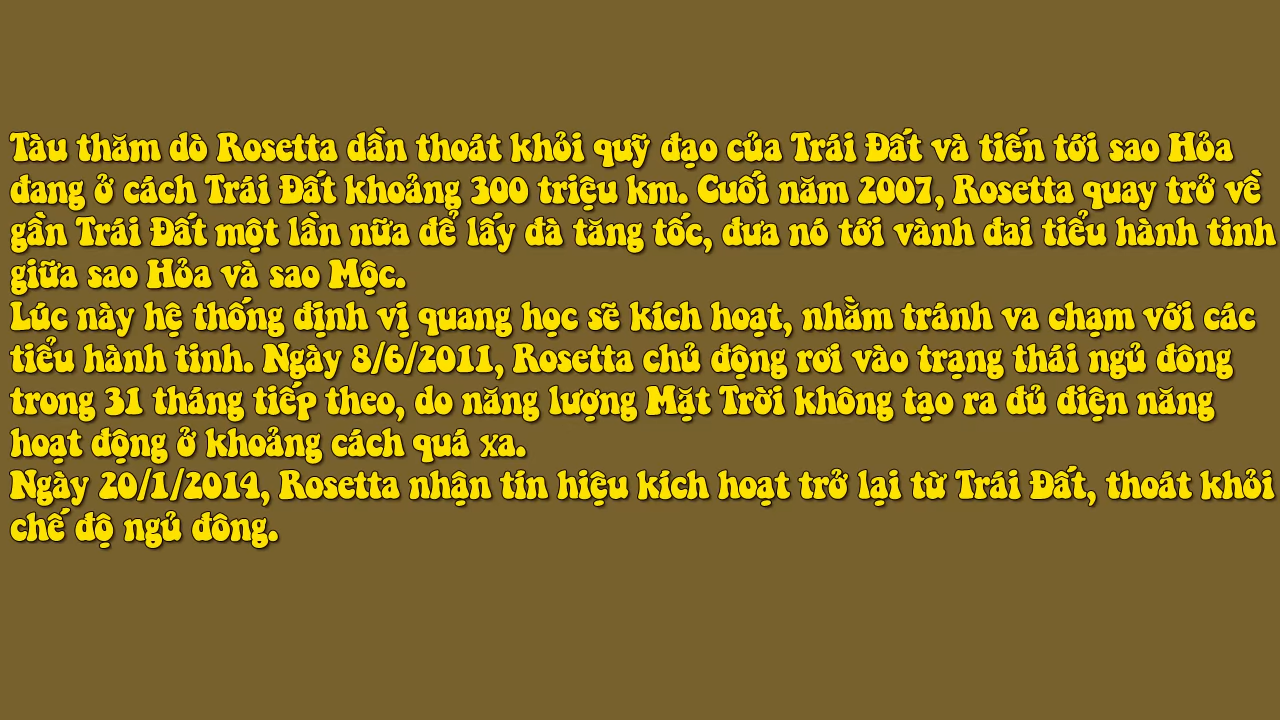 Tàu thăm dò Rosetta dần thoát khỏi quỹ đạo của Trái Đất và tiến tới sao Hỏa
đang ở cách Trái Đất khoảng 300 triệu km. Cuối năm 2007, Rosetta quay trở về
gần Trái Đất một lần nữa để lấy đà tăng tốc, đưa nó tới vành đai tiểu hành tinh
giữa sao Hỏa và sao Mộc.
Lúc này hệ thống định vị quang học sẽ kích hoạt, nhằm tránh va chạm với các
tiểu hành tinh. Ngày 8/6/2011, Rosetta chủ động rơi vào trạng thái ngủ đông
trong 31 tháng tiếp theo, do năng lượng Mặt Trời không tạo ra đủ điện năng
hoạt động ở khoảng cách quá xa.
Ngày 20/1/2014, Rosetta nhận tín hiệu kích hoạt trở lại từ Trái Đất, thoát khỏi
chế độ ngủ đông.